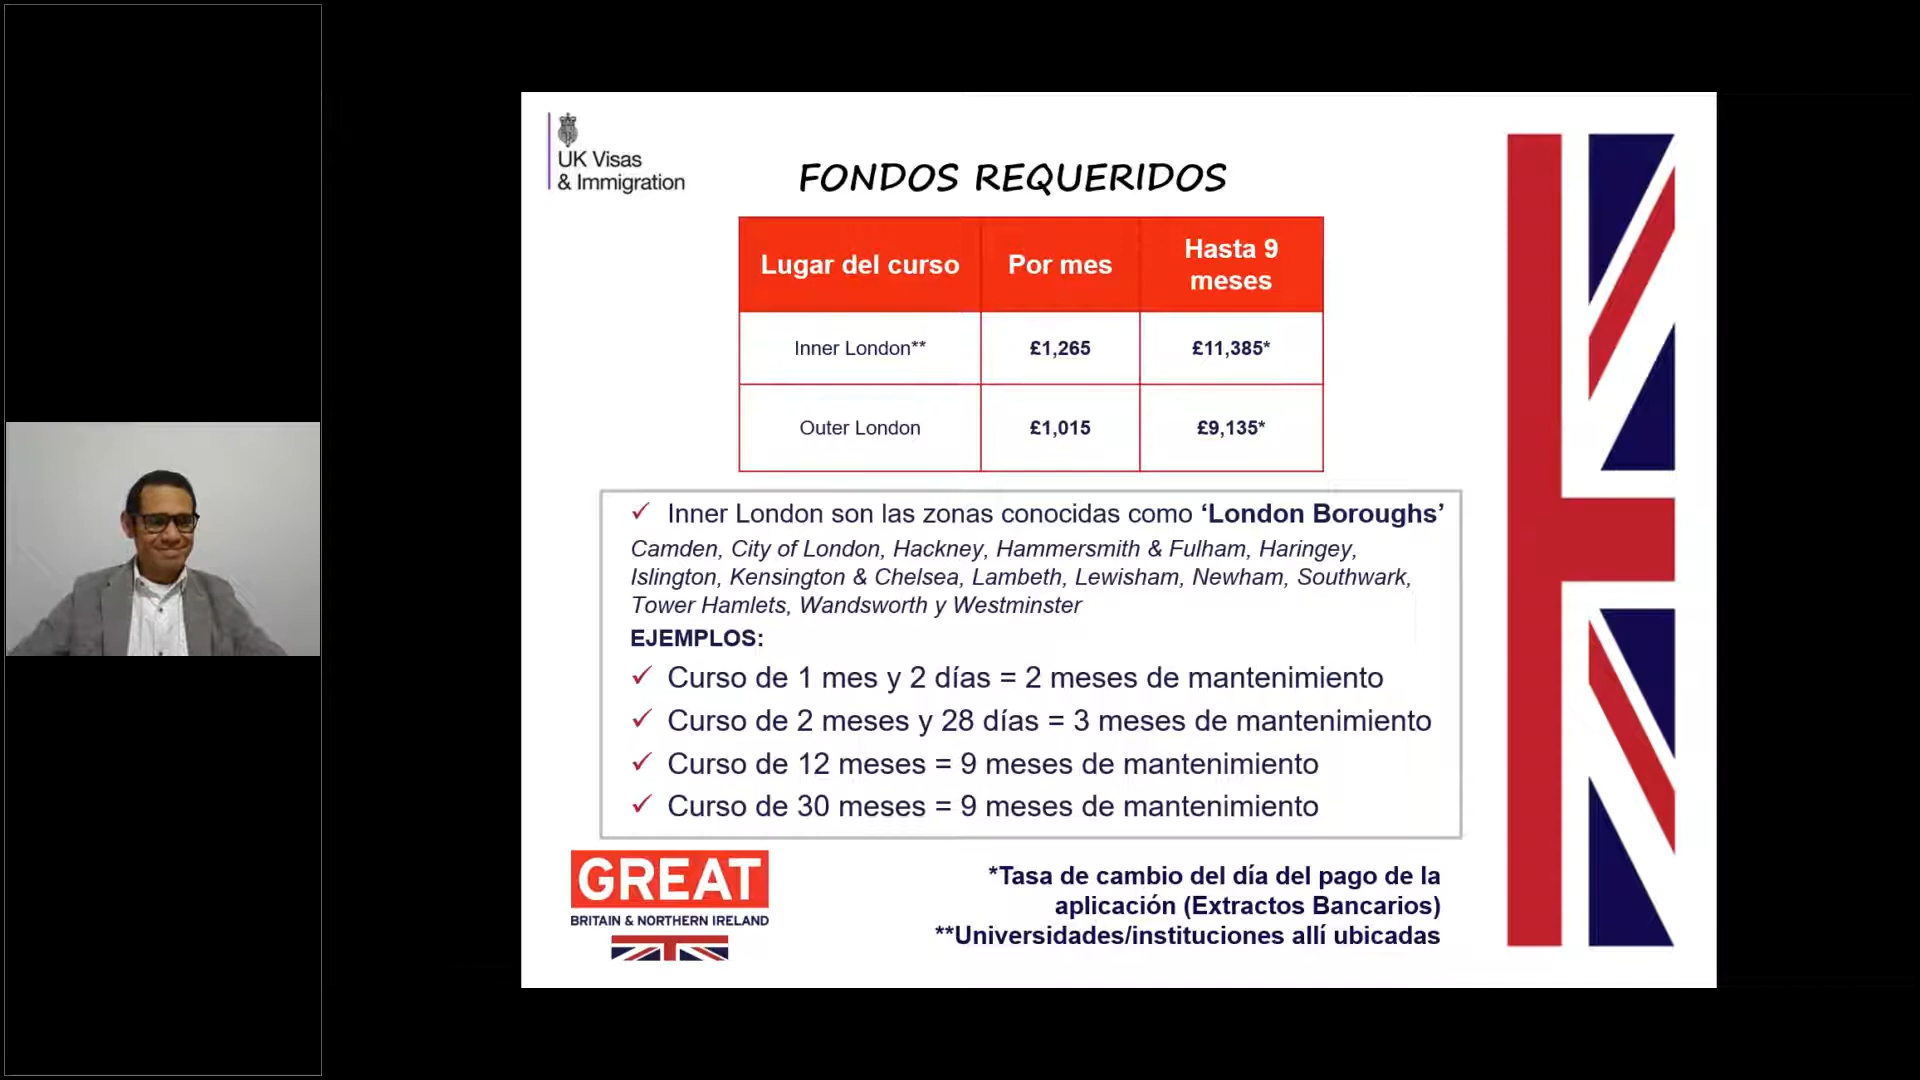 UK Visas
& Immigration
FONDOS REQUERIDOS
Lugar del curso
Por mes
Hasta 9
meses
Inner London**
£1,265
£11,385*
Outer London
£1,015
£9,135*
✓ Inner London son las zonas conocidas como ‘London Boroughs’
Camden, City of London, Hackney, Hammersmith & Fulham, Haringey,
Islington, Kensington & Chelsea, Lambeth, Lewisham, Newham, Southwark,
Tower Hamlets, Wandsworth y Westminster
EJEMPLOS:
✓ Curso de 1 mes y 2 días = 2 meses de mantenimiento
✓ Curso de 2 meses y 28 días = 3 meses de mantenimiento
✓ Curso de 12 meses = 9 meses de mantenimiento
✓ Curso de 30 meses = 9 meses de mantenimiento
GREAT
BRITAIN & NORTHERN IRELAND
*Tasa de cambio del día del pago de la
aplicación (Extractos Bancarios)
**Universidades/instituciones allí ubicadas